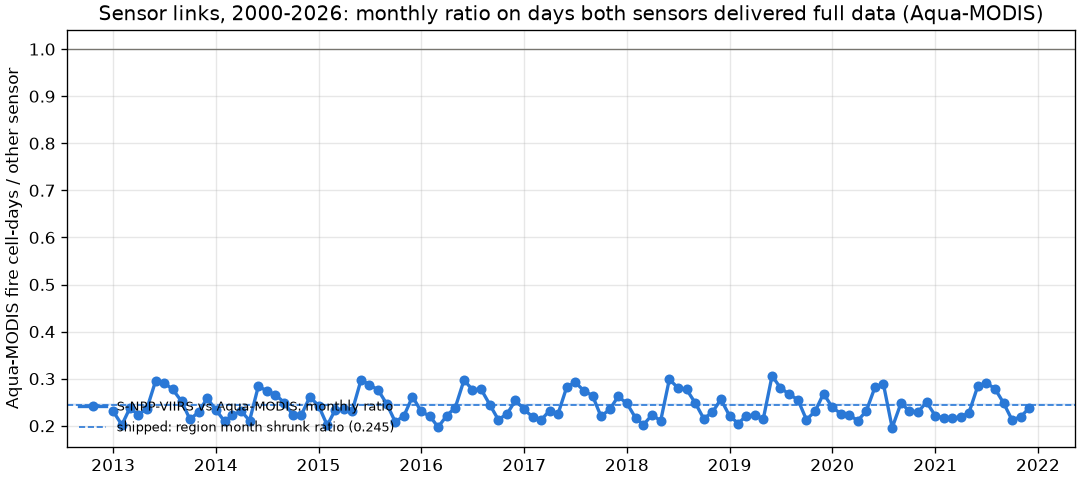 Sensor links, 2000-2026: monthly ratio on days both sensors delivered full data (Aqua-MODIS)
Aqua-MODIS fire cell-days / other sensor
1.0
0.9
0.8
0.7
0.6
0.5
0.4
0.3
0.2
S-NPP-VIIRS vs Aqua-MODIS: monthly ratio
shipped: region month shrunk ratio (0.245)
2013 2014 2015 2016 2017 2018 2019 2020 2021 2022